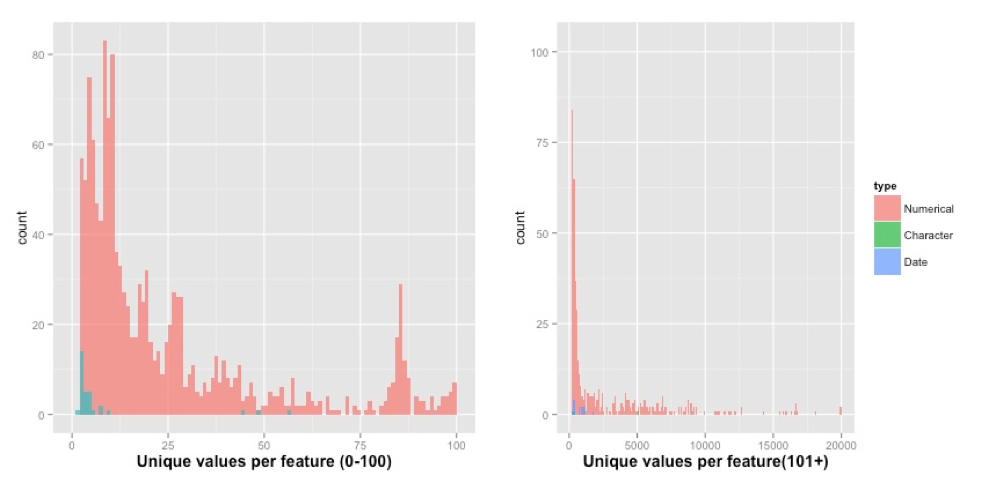 80
60
40
20
0
count
0 25 50 75 100
Unique values per feature (0-100)
100
75
50
25
0
count
0 5000 10000 15000 20000
Unique values per feature(101+)
type
Numerical
Character
Date